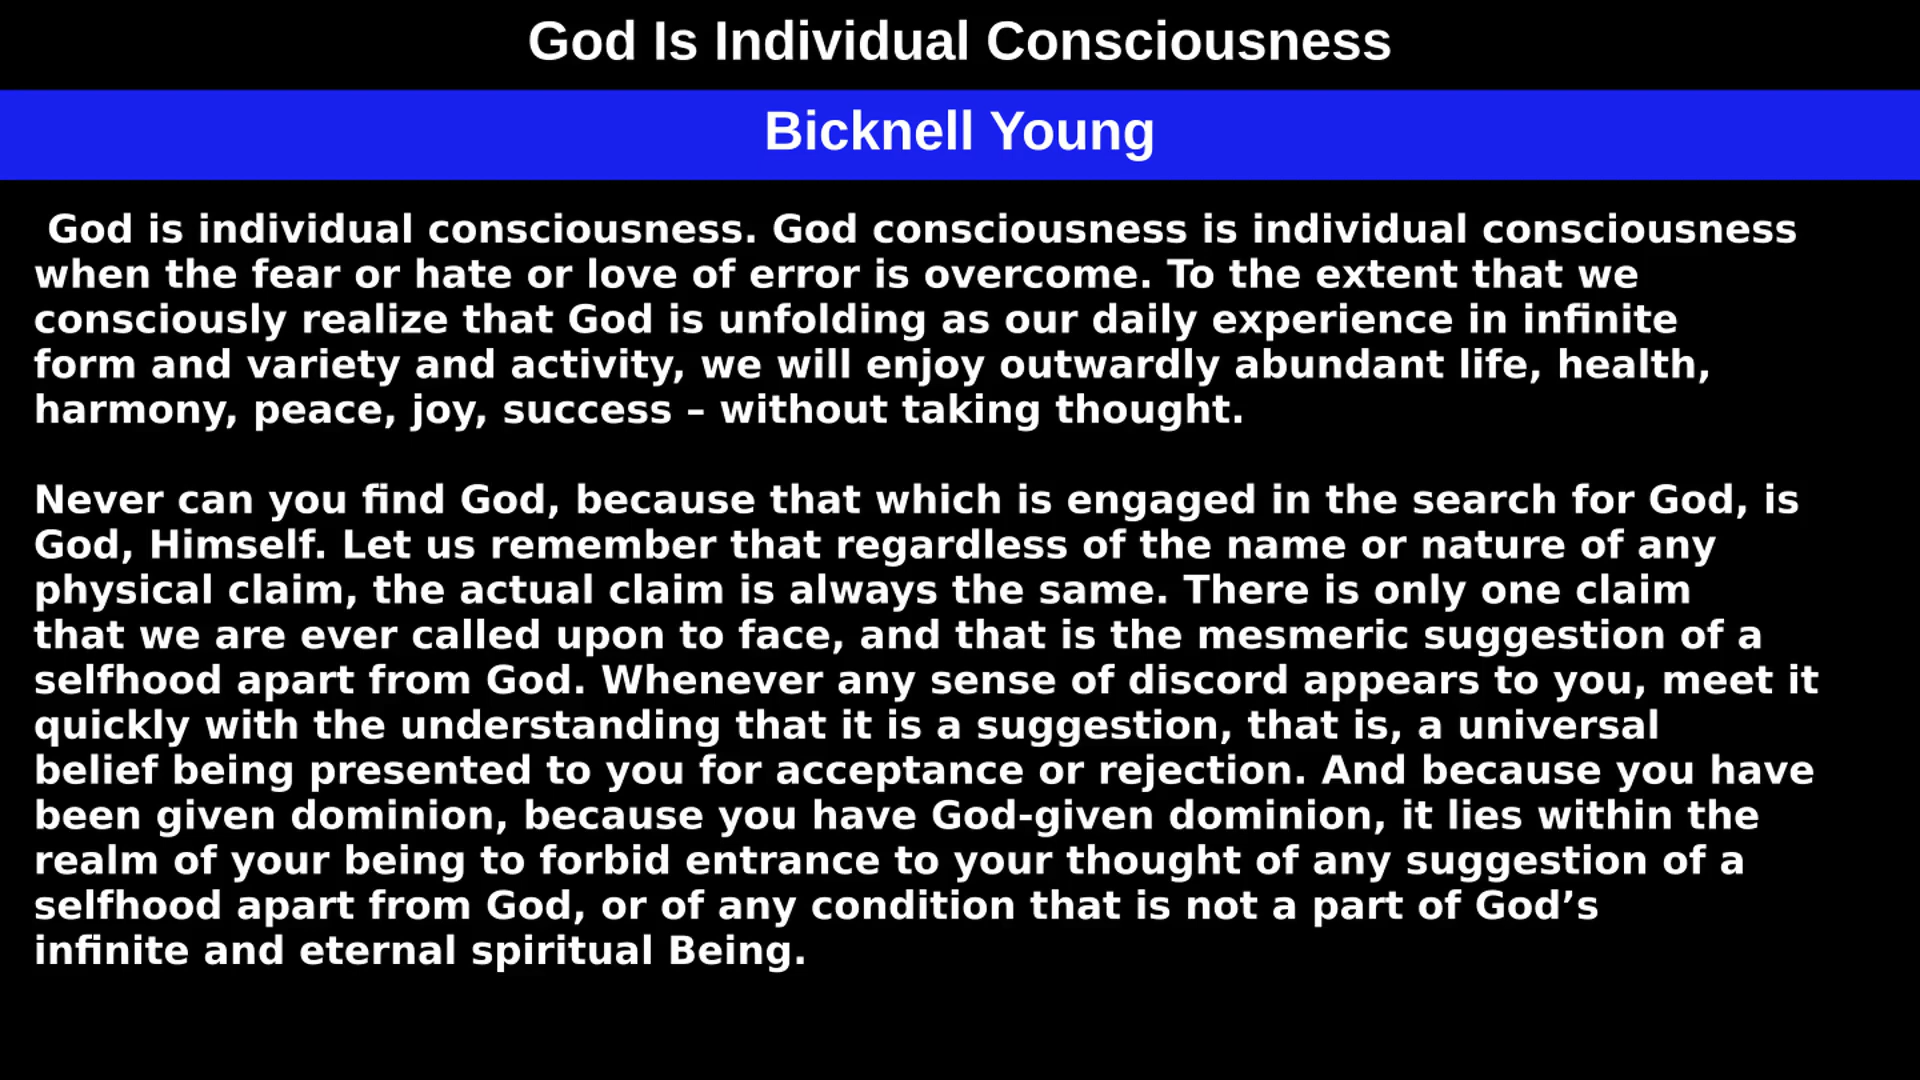 God Is Individual Consciousness
Bicknell Young
God is individual consciousness. God consciousness is individual consciousness
when the fear or hate or love of error is overcome. To the extent that we
consciously realize that God is unfolding as our daily experience in infinite
form and variety and activity, we will enjoy outwardly abundant life, health,
harmony, peace, joy, success – without taking thought.
Never can you find God, because that which is engaged in the search for God, is
God, Himself. Let us remember that regardless of the name or nature of any
physical claim, the actual claim is always the same. There is only one claim
that we are ever called upon to face, and that is the mesmeric suggestion of a
selfhood apart from God. Whenever any sense of discord appears to you, meet it
quickly with the understanding that it is a suggestion, that is, a universal
belief being presented to you for acceptance or rejection. And because you have
been given dominion, because you have God-given dominion, it lies within the
realm of your being to forbid entrance to your thought of any suggestion of a
selfhood apart from God, or of any condition that is not a part of God’s
infinite and eternal spiritual Being.